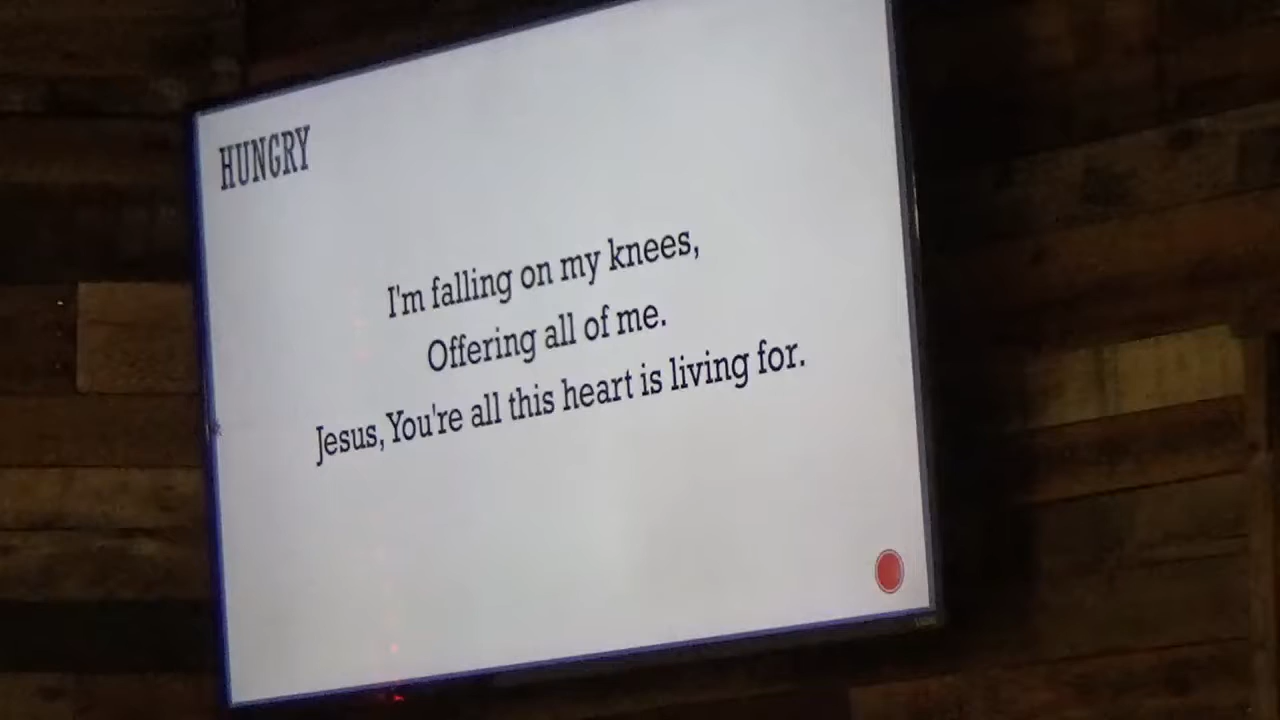 HUNGRY
I'm falling on my knees,
Offering all of me.
Jesus, You're all this heart is living for.